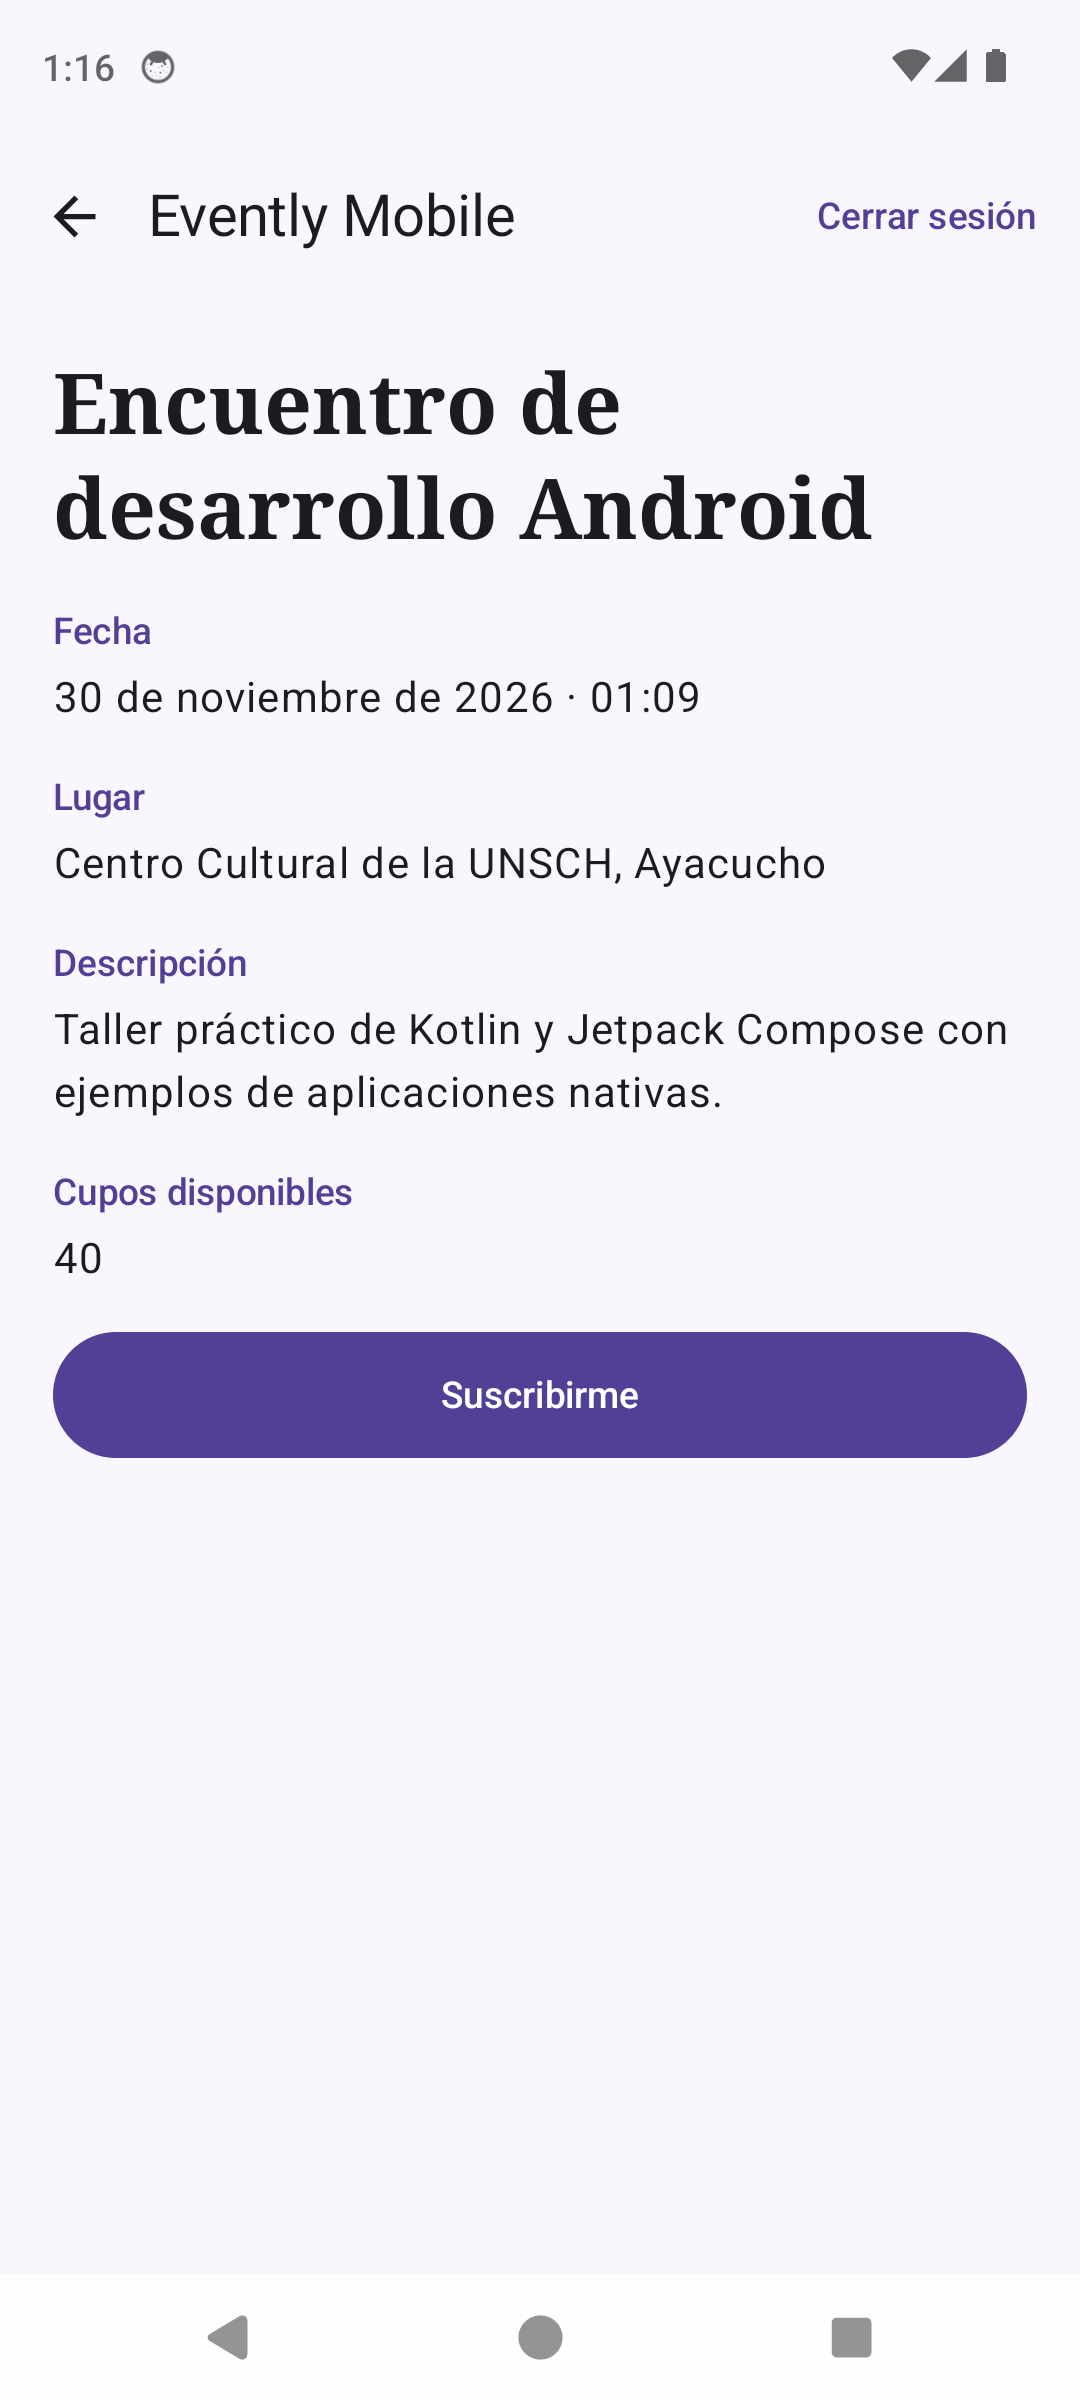 1:16
Evently Mobile
Cerrar sesión
Encuentro de
desarrollo Android
Fecha
30 de noviembre de 2026 · 01:09
Lugar
Centro Cultural de la UNSCH, Ayacucho
Descripción
Taller práctico de Kotlin y Jetpack Compose con
ejemplos de aplicaciones nativas.
Cupos disponibles
40
Suscribirme